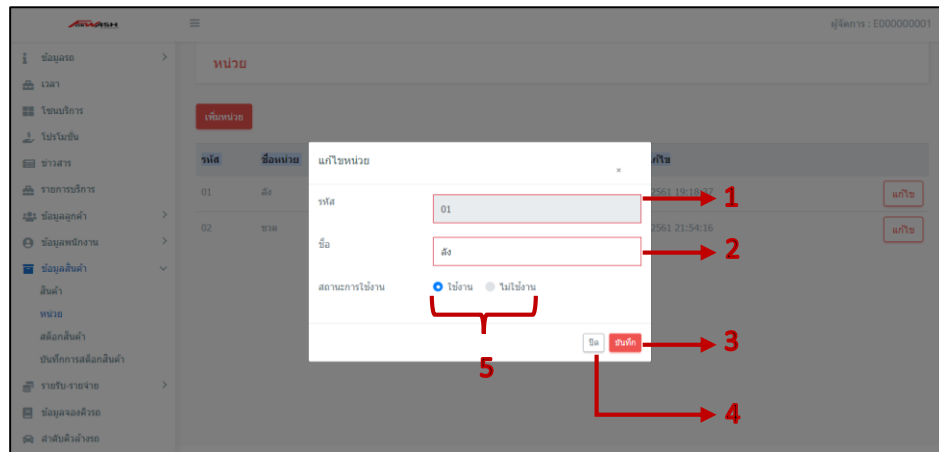 ผู้จัดการ : E000000001
ข้อมูลรถ
เวลา
โซนบริการ
โปรโมชั่น
ข่าวสาร
รายการบริการ
ข้อมูลลูกค้า
ข้อมูลพนักงาน
ข้อมูลสินค้า
สินค้า
หน่วย
สต็อกสินค้า
บันทึกการสต็อกสินค้า
รายรับ-รายจ่าย
ข้อมูลจองคิวรถ
ลำดับคิวล้างรถ
หน่วย
เพิ่มหน่วย
รหัส ชื่อหน่วย แก้ไข
01 ลัง 2561 19:18:37 แก้ไข
02 ขวด 2561 21:54:16 แก้ไข
แก้ไขหน่วย ×
รหัส 01 1
ชื่อ ลัง 2
สถานะการใช้งาน ใช้งาน ไม่ใช้งาน
5
ปิด บันทึก 3
4